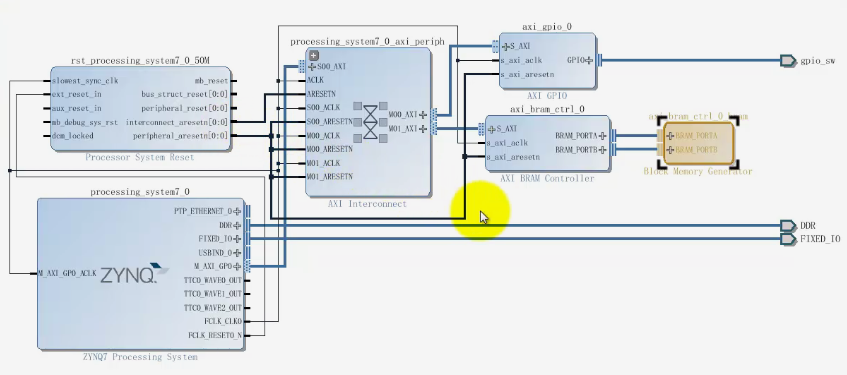 axi_gpio_0
S_AXI
s_axi_aclk
s_axi_aresetn
GPIO
AXI GPIO
gpio_sw
processing_system7_0_axi_periph
S00_AXI
ACLK
ARESETN
S00_ACLK
S00_ARESETN
M00_ACLK
M00_ARESETN
M01_ACLK
M01_ARESETN
M00_AXI
M01_AXI
AXI Interconnect
rst_processing_system7_0_50M
slowest_sync_clk
ext_reset_in
aux_reset_in
mb_debug_sys_rst
dcm_locked
mb_reset
bus_struct_reset[0:0]
peripheral_reset[0:0]
interconnect_aresetn[0:0]
peripheral_aresetn[0:0]
Processor System Reset
axi_bram_ctrl_0
S_AXI
s_axi_aclk
s_axi_aresetn
BRAM_PORTA
BRAM_PORTB
AXI BRAM Controller
BRAM_PORTA
BRAM_PORTB
Block Memory Generator
processing_system7_0
M_AXI_GP0_ACLK
ZYNQ
PTP_ETHERNET_0
DDR
FIXED_IO
USBIND_0
M_AXI_GP0
TTC0_WAVE0_OUT
TTC0_WAVE1_OUT
TTC0_WAVE2_OUT
FCLK_CLK0
FCLK_RESET0_N
ZYNQ7 Processing System
DDR
FIXED_IO